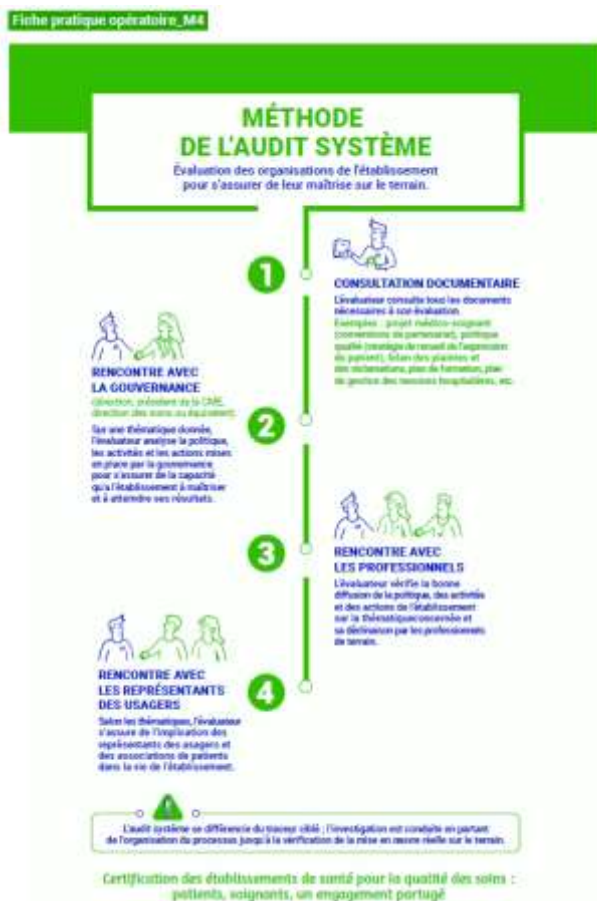 Fiche pratique opératoire_M4
MÉTHODE
DE L'AUDIT SYSTÈME
Évaluation des organisations de l'établissement
pour s'assurer de leur maîtrise sur le terrain.
1
CONSULTATION DOCUMENTAIRE
L'évaluateur consulte tous les documents
nécessaires à son évaluation.
Exemples : projet médico-soignant
(conventions de partenariat), politique
qualité (stratégie de recueil de l'expression
du patient), bilan des plaintes et
des réclamations, plan de formation, plan
de gestion des tensions hospitalières, etc.
RENCONTRE AVEC
LA GOUVERNANCE
(direction, président de la CME,
direction des soins ou équivalent)
2
Sur une thématique donnée,
l'évaluateur analyse la politique,
les activités et les actions mises
en place par la gouvernance
pour s'assurer de la capacité
qu'a l'établissement à maîtriser
et à atteindre ses résultats.
3
RENCONTRE AVEC
LES PROFESSIONNELS
L'évaluateur vérifie la bonne
diffusion de la politique, des activités
et des actions de l'établissement
sur la thématique concernée et
sa déclinaison par les professionnels
de terrain.
RENCONTRE AVEC
LES REPRÉSENTANTS
DES USAGERS
4
Selon les thématiques, l'évaluateur
s'assure de l'implication des
représentants des usagers et
des associations de patients
dans la vie de l'établissement.
!
L'audit système se différencie du traceur ciblé ; l'investigation est conduite en partant
de l'organisation du processus jusqu'à la vérification de la mise en œuvre réelle sur le terrain.
Certification des établissements de santé pour la qualité des soins :
patients, soignants, un engagement partagé